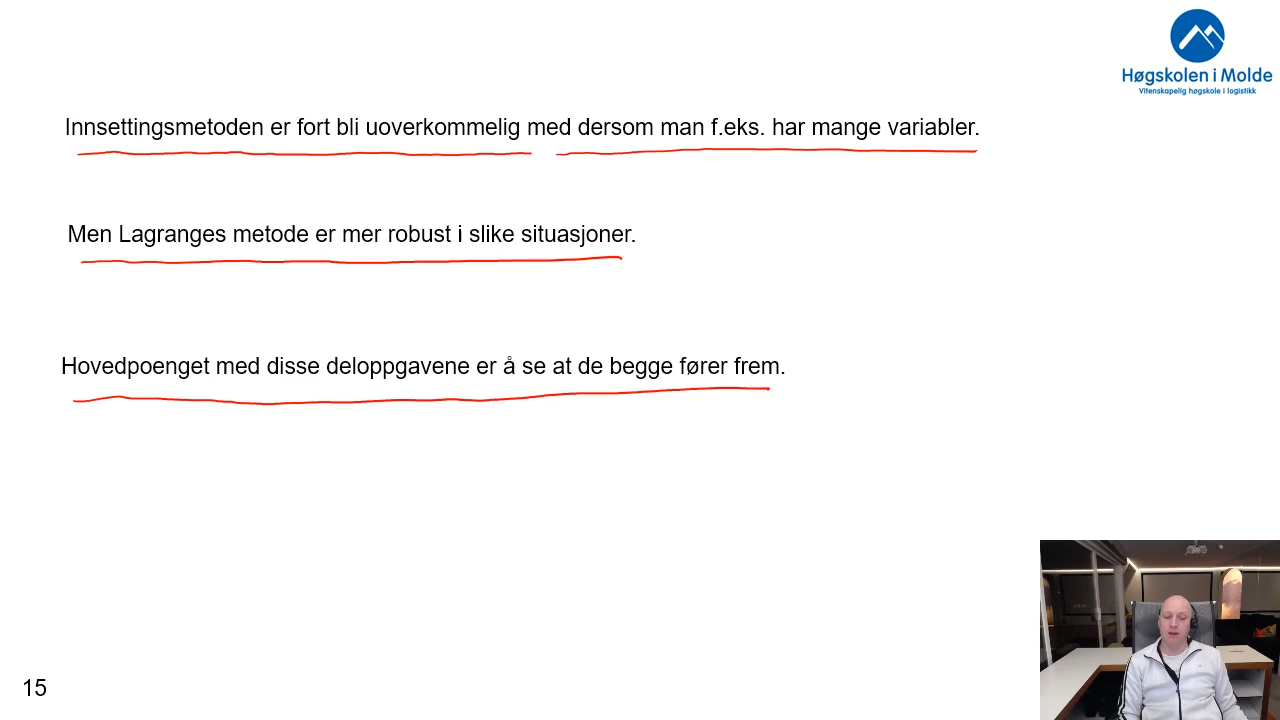 Høgskolen i Molde
Vitenskapelig høgskole i logistikk
Innsettingsmetoden er fort bli uoverkommelig med dersom man f.eks. har mange variabler.
Men Lagranges metode er mer robust i slike situasjoner.
Hovedpoenget med disse deloppgavene er å se at de begge fører frem.
15